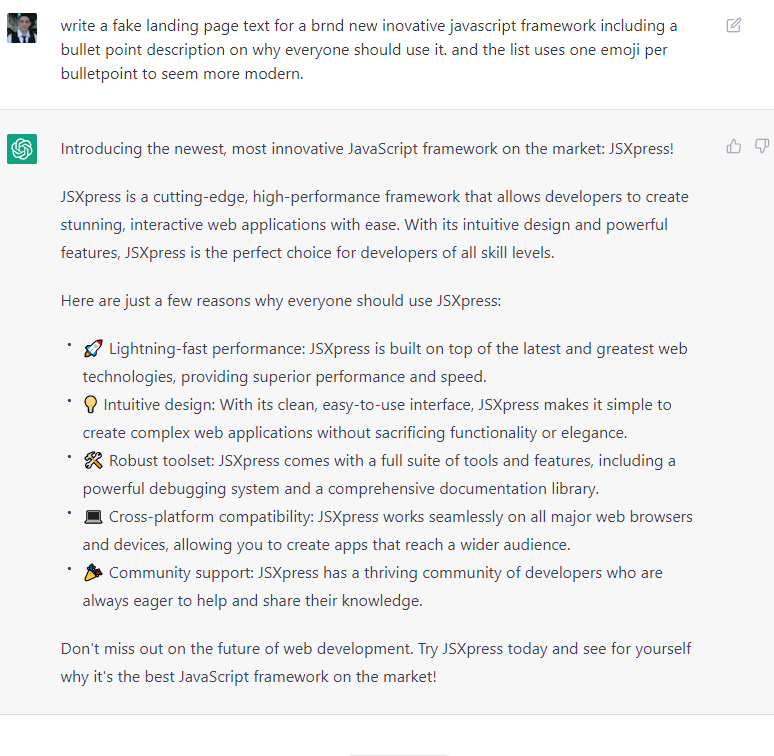 write a fake landing page text for a brnd new inovative javascript framework including a
bullet point description on why everyone should use it. and the list uses one emoji per
bulletpoint to seem more modern.
Introducing the newest, most innovative JavaScript framework on the market: JSXpress!
JSXpress is a cutting-edge, high-performance framework that allows developers to create
stunning, interactive web applications with ease. With its intuitive design and powerful
features, JSXpress is the perfect choice for developers of all skill levels.
Here are just a few reasons why everyone should use JSXpress:
• 🚀 Lightning-fast performance: JSXpress is built on top of the latest and greatest web
technologies, providing superior performance and speed.
• 💡 Intuitive design: With its clean, easy-to-use interface, JSXpress makes it simple to
create complex web applications without sacrificing functionality or elegance.
• 🛠️ Robust toolset: JSXpress comes with a full suite of tools and features, including a
powerful debugging system and a comprehensive documentation library.
• 💻 Cross-platform compatibility: JSXpress works seamlessly on all major web browsers
and devices, allowing you to create apps that reach a wider audience.
• 🎉 Community support: JSXpress has a thriving community of developers who are
always eager to help and share their knowledge.
Don't miss out on the future of web development. Try JSXpress today and see for yourself
why it's the best JavaScript framework on the market!